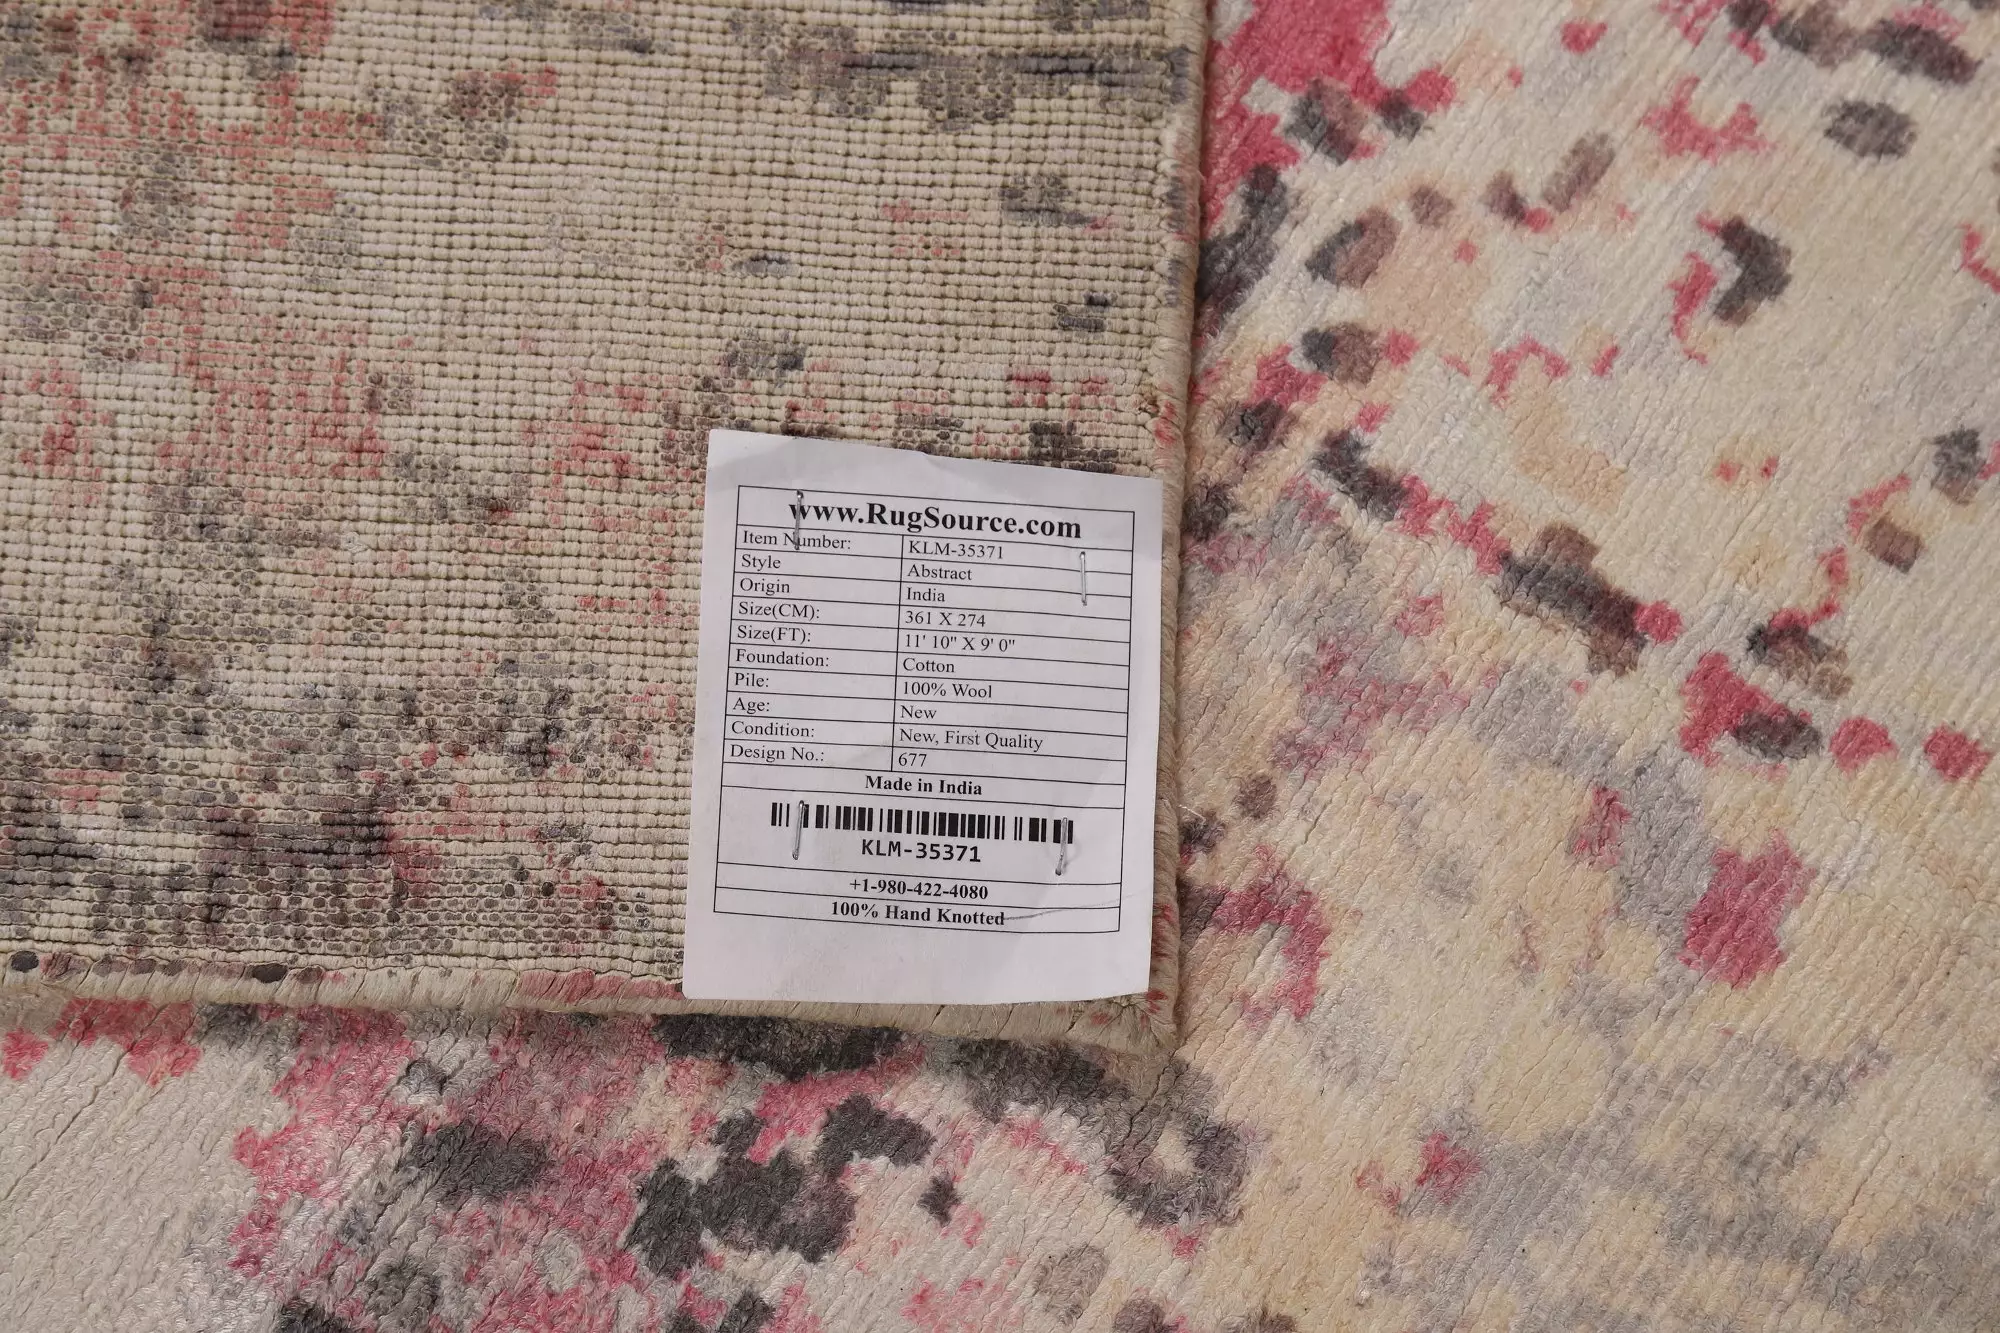 www.RugSource.com
Item Number: KLM-35371
Style Abstract
Origin India
Size(CM): 361 X 274
Size(FT): 11' 10" X 9' 0"
Foundation: Cotton
Pile: 100% Wool
Age: New
Condition: New, First Quality
Design No.: 677
Made in India
KLM-35371
+1-980-422-4080
100% Hand Knotted